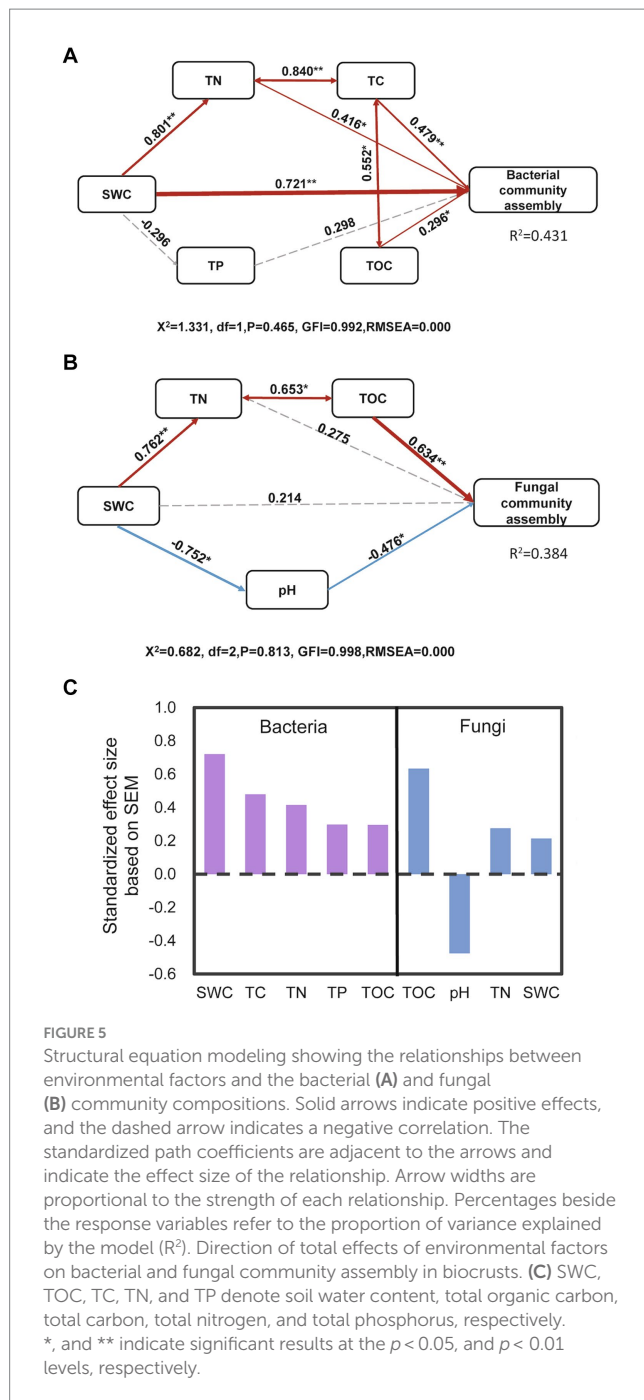 A
TN
0.840**
TC
0.801**
0.416*
0.479**
0.552*
SWC
0.721**
Bacterial
community
assembly
-0.296
0.298
0.296*
R²=0.431
TP
TOC
X²=1.331, df=1,P=0.465, GFI=0.992,RMSEA=0.000
B
TN
0.653*
TOC
0.762**
0.275
0.634**
SWC
0.214
Fungal
community
assembly
-0.752*
-0.476*
R²=0.384
pH
X²=0.682, df=2,P=0.813, GFI=0.998,RMSEA=0.000
C
Standardized effect size
based on SEM
1.0
0.8
0.6
0.4
0.2
0.0
-0.2
-0.4
-0.6
Bacteria
Fungi
SWC TC TN TP TOC TOC pH TN SWC
FIGURE 5
Structural equation modeling showing the relationships between
environmental factors and the bacterial (A) and fungal
(B) community compositions. Solid arrows indicate positive effects,
and the dashed arrow indicates a negative correlation. The
standardized path coefficients are adjacent to the arrows and
indicate the effect size of the relationship. Arrow widths are
proportional to the strength of each relationship. Percentages beside
the response variables refer to the proportion of variance explained
by the model (R²). Direction of total effects of environmental factors
on bacterial and fungal community assembly in biocrusts. (C) SWC,
TOC, TC, TN, and TP denote soil water content, total organic carbon,
total carbon, total nitrogen, and total phosphorus, respectively.
*, and ** indicate significant results at the p < 0.05, and p < 0.01
levels, respectively.